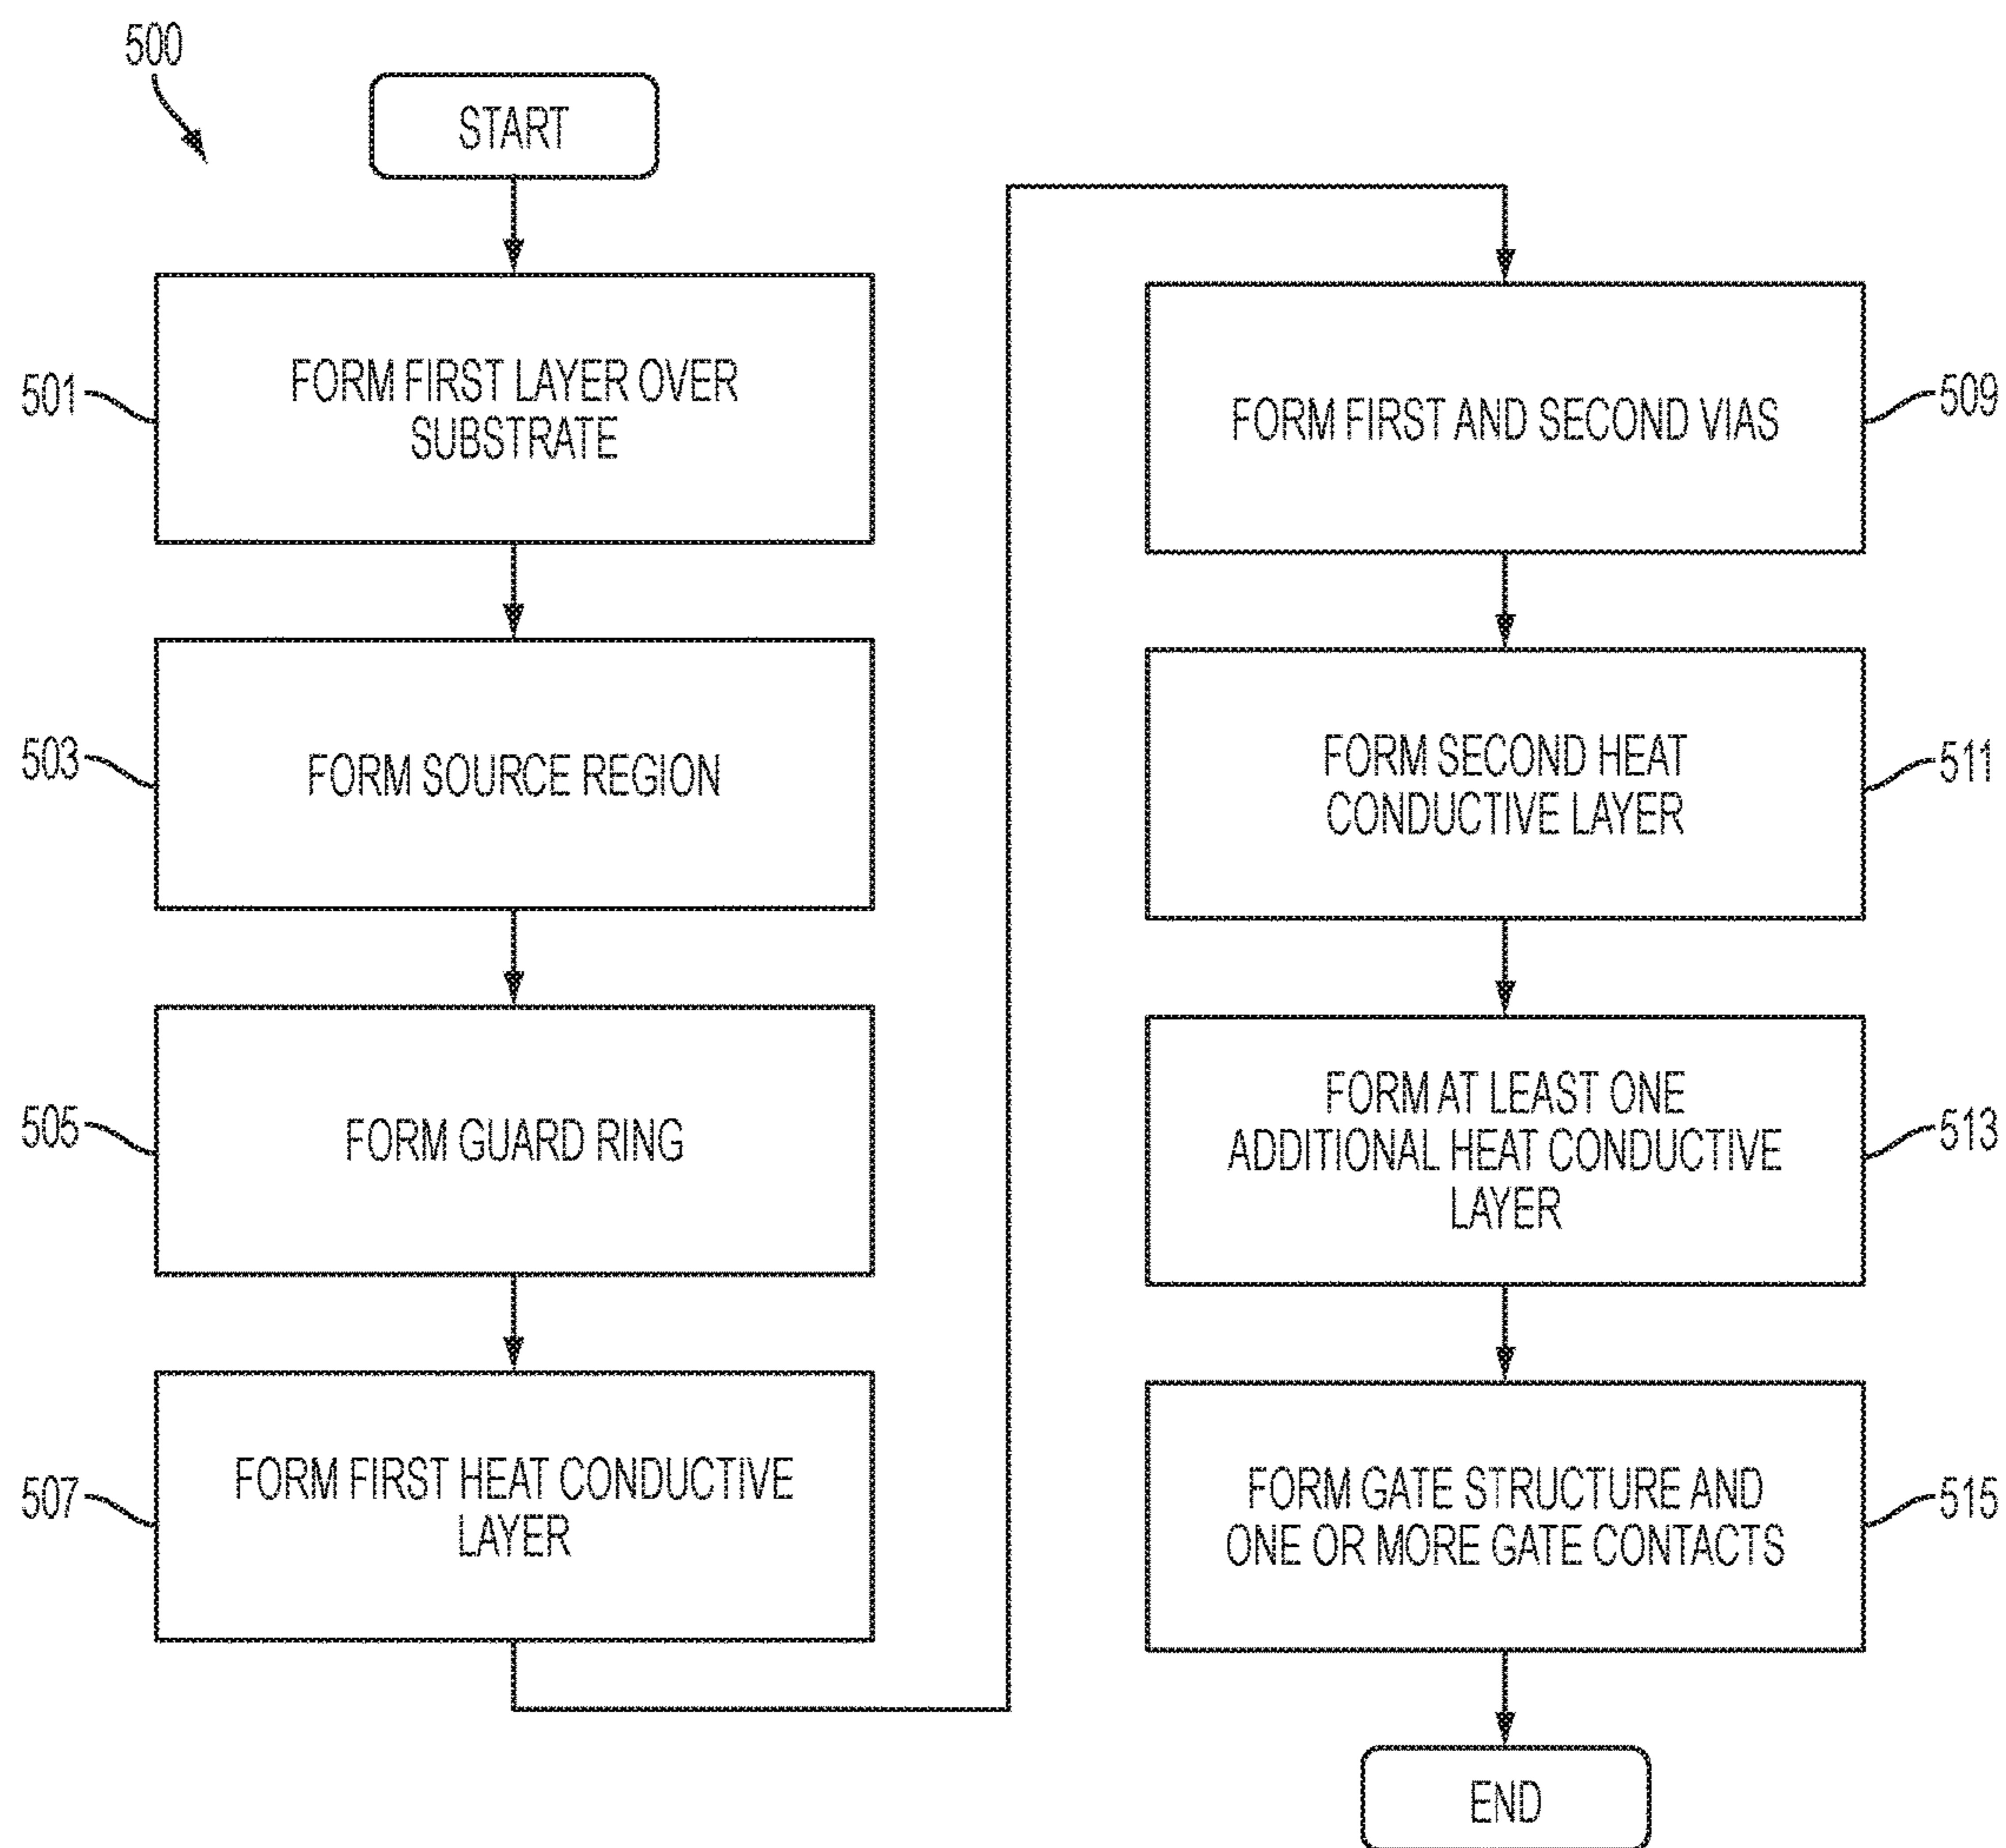 500
START
501
FORM FIRST LAYER OVER
SUBSTRATE
503
FORM SOURCE REGION
505
FORM GUARD RING
507
FORM FIRST HEAT CONDUCTIVE
LAYER
FORM FIRST AND SECOND VIAS
509
FORM SECOND HEAT
CONDUCTIVE LAYER
511
FORM AT LEAST ONE
ADDITIONAL HEAT CONDUCTIVE
LAYER
513
FORM GATE STRUCTURE AND
ONE OR MORE GATE CONTACTS
515
END